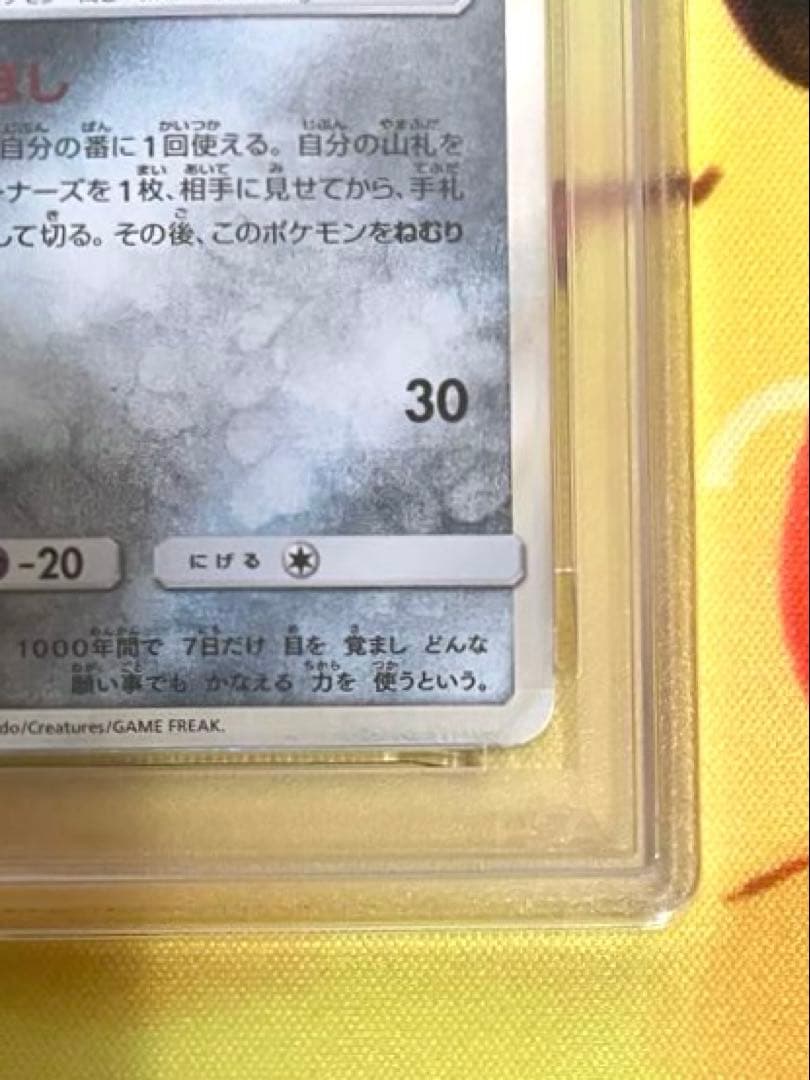 ほし
自分の番に1回使える。自分の山札を
ナーズを1枚、相手に見せてから、手札
して切る。その後、このポケモンをねむり
30
-20
にげる
1000年間で 7日だけ 目を 覚まし どんな
願い事でも かなえる 力を 使うという。
do/Creatures/GAME FREAK.